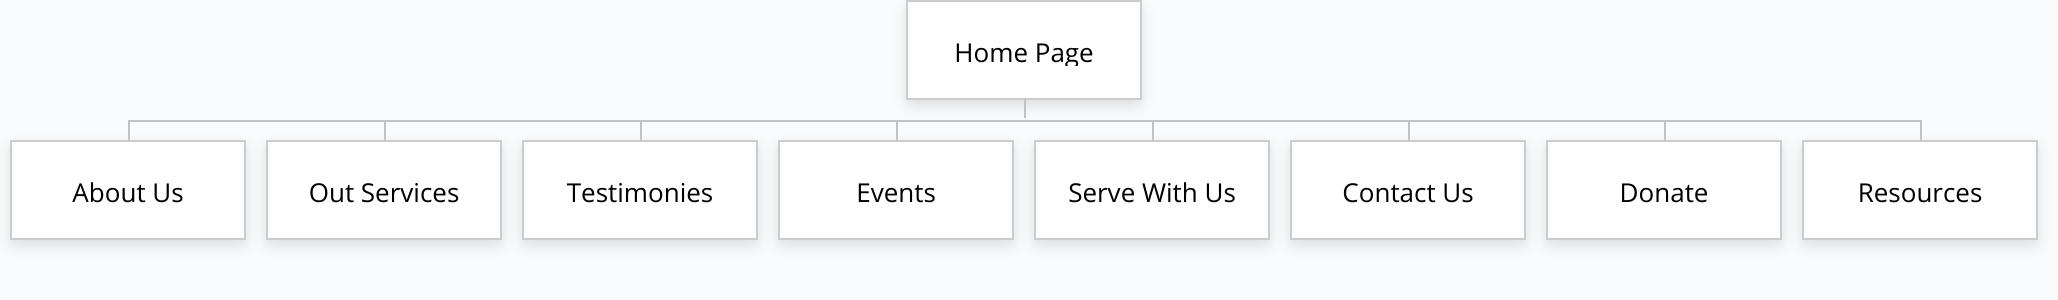 Home Page
About Us
Out Services
Testimonies
Events
Serve With Us
Contact Us
Donate
Resources